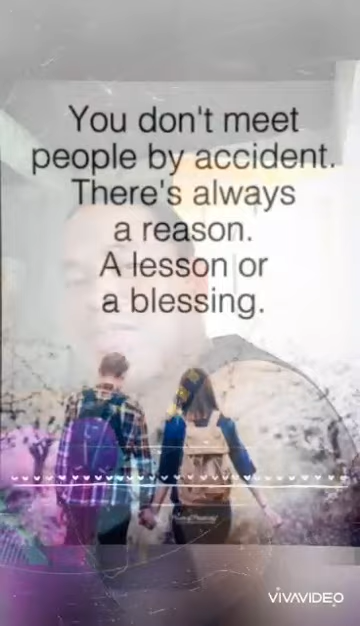 You don't meet
people by accident.
There's always
a reason.
A lesson or
a blessing.
VIVAVIDEO